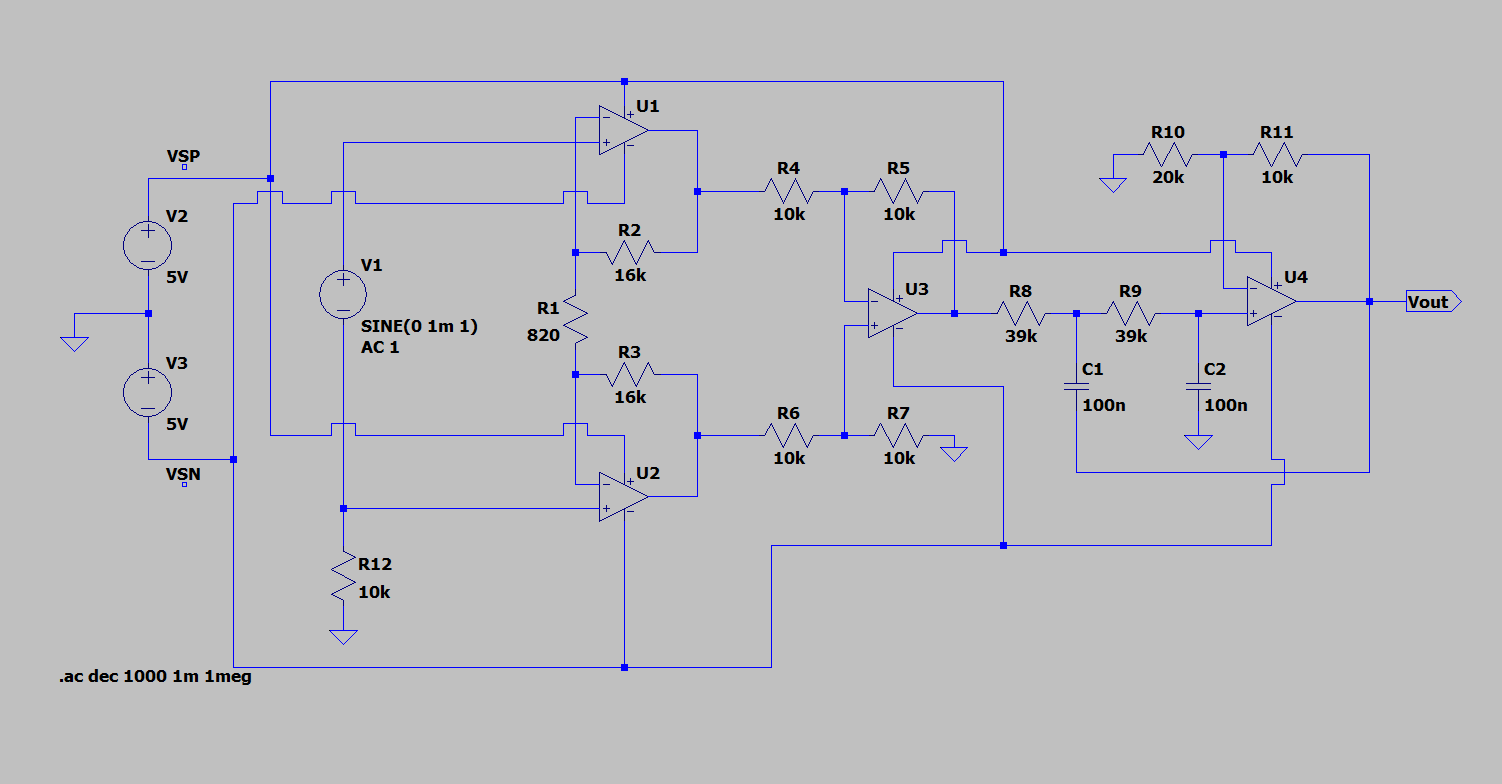 U1
R10
R11
VSP
20k
10k
R4
R5
V2
10k
10k
R2
5V
V1
16k
U3
U4
R8
R9
Vout
R1
SINE(0 1m 1)
820
39k
39k
AC 1
R3
V3
C1
C2
16k
100n
100n
R6
R7
5V
10k
10k
VSN
U2
R12
10k
.ac dec 1000 1m 1meg